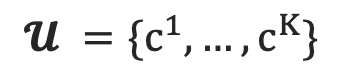 𝓤 = {c¹, …, cᴷ}